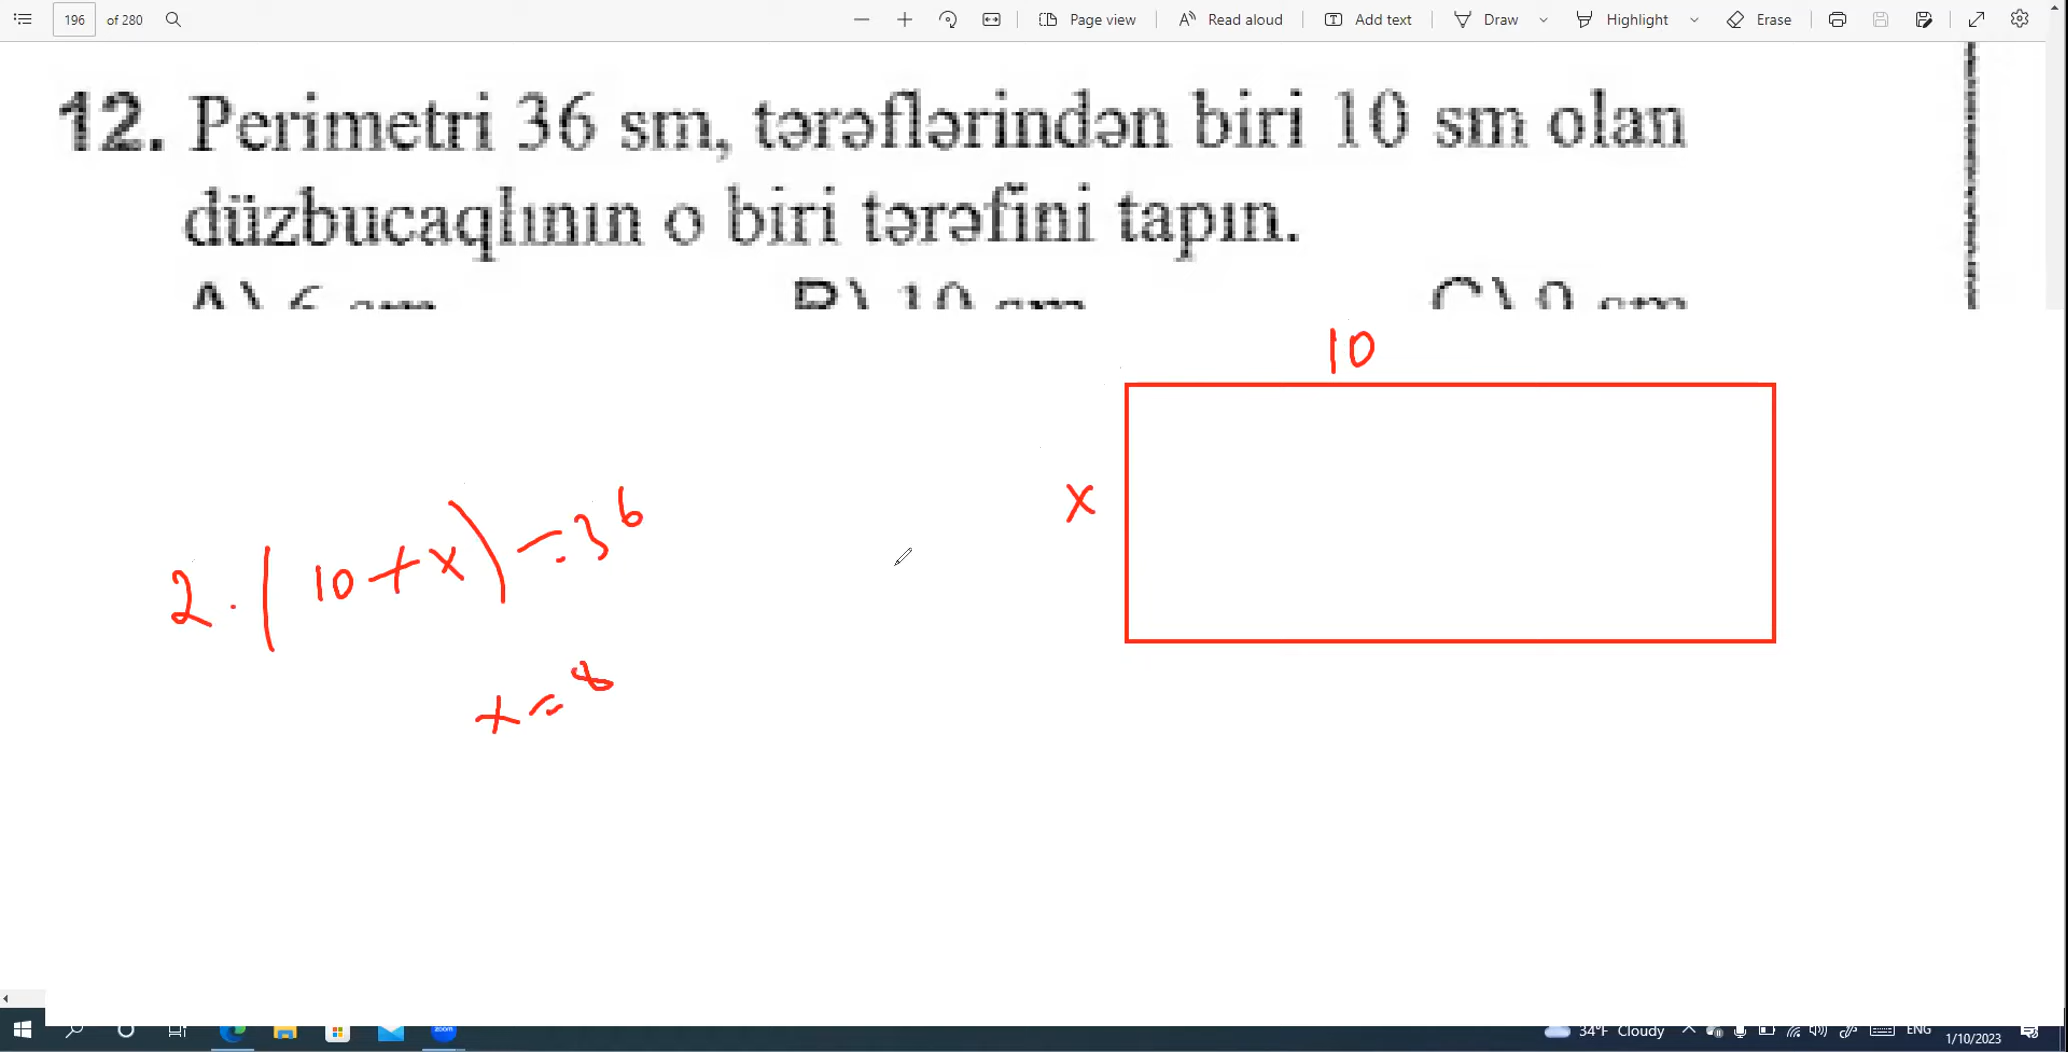 196 of 280 Page view Read aloud Add text Draw Highlight Erase
12. Perimetri 36 sm, tərəflərindən biri 10 sm olan
düzbucaqlının o biri tərəfini tapın.
10
x
2.(10+x)=36
x=8
zoom 34°F Cloudy ENG
1/10/2023